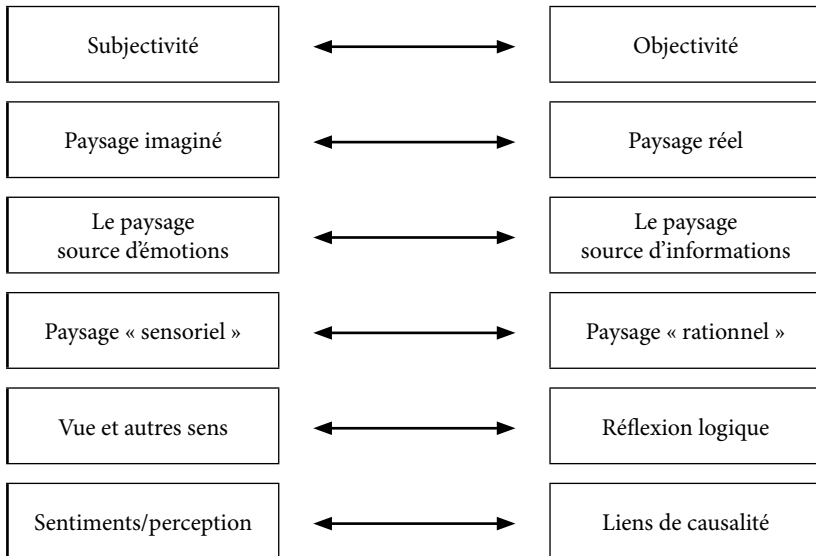 Subjectivité
Objectivité
Paysage imaginé
Paysage réel
Le paysage
source d'émotions
Le paysage
source d'informations
Paysage « sensoriel »
Paysage « rationnel »
Vue et autres sens
Réflexion logique
Sentiments/perception
Liens de causalité